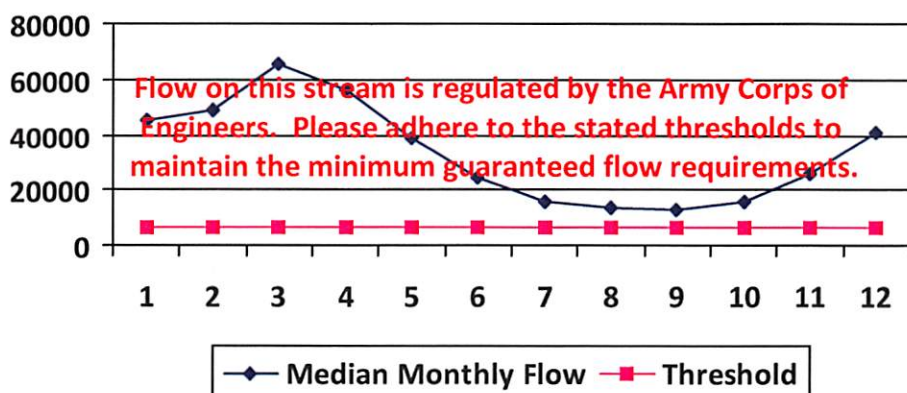 80000
60000
40000
20000
0
Flow on this stream is regulated by the Army Corps of
Engineers. Please adhere to the stated thresholds to
maintain the minimum guaranteed flow requirements.
1 2 3 4 5 6 7 8 9 10 11 12
Median Monthly Flow Threshold